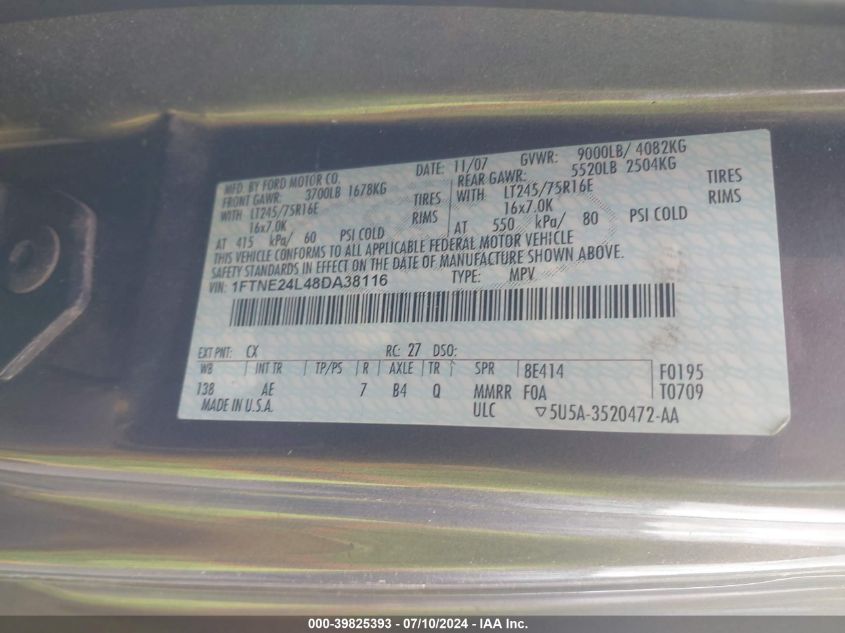 MFD. BY FORD MOTOR CO. DATE: 11/07 GVWR: 9000LB/ 4082KG
FRONT GAWR: 3700LB 1678KG REAR GAWR: 5520LB 2504KG
WITH LT245/75R16E TIRES WITH LT245/75R16E TIRES
16x7.0K RIMS 16x7.0K RIMS
AT 415 kPa/ 60 PSI COLD AT 550 kPa/ 80 PSI COLD
THIS VEHICLE CONFORMS TO ALL APPLICABLE FEDERAL MOTOR VEHICLE
SAFETY STANDARDS IN EFFECT ON THE DATE OF MANUFACTURE SHOWN ABOVE.
VIN: 1FTNE24L48DA38116 TYPE: MPV
EXT PNT: CX RC: 27 DSO:
WB INT TR TP/PS R AXLE TR SPR 8E414 F0195
138 AE 7 B4 Q MMRR FOA T0709
MADE IN U.S.A. ULC ▽5U5A-3520472-AA
000-39825393 - 07/10/2024 - IAA Inc.